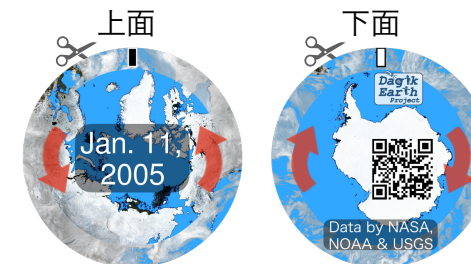 上面
下面
Jan. 11,
2005
Dagik
Earth
Project
Data by NASA,
NOAA & USGS